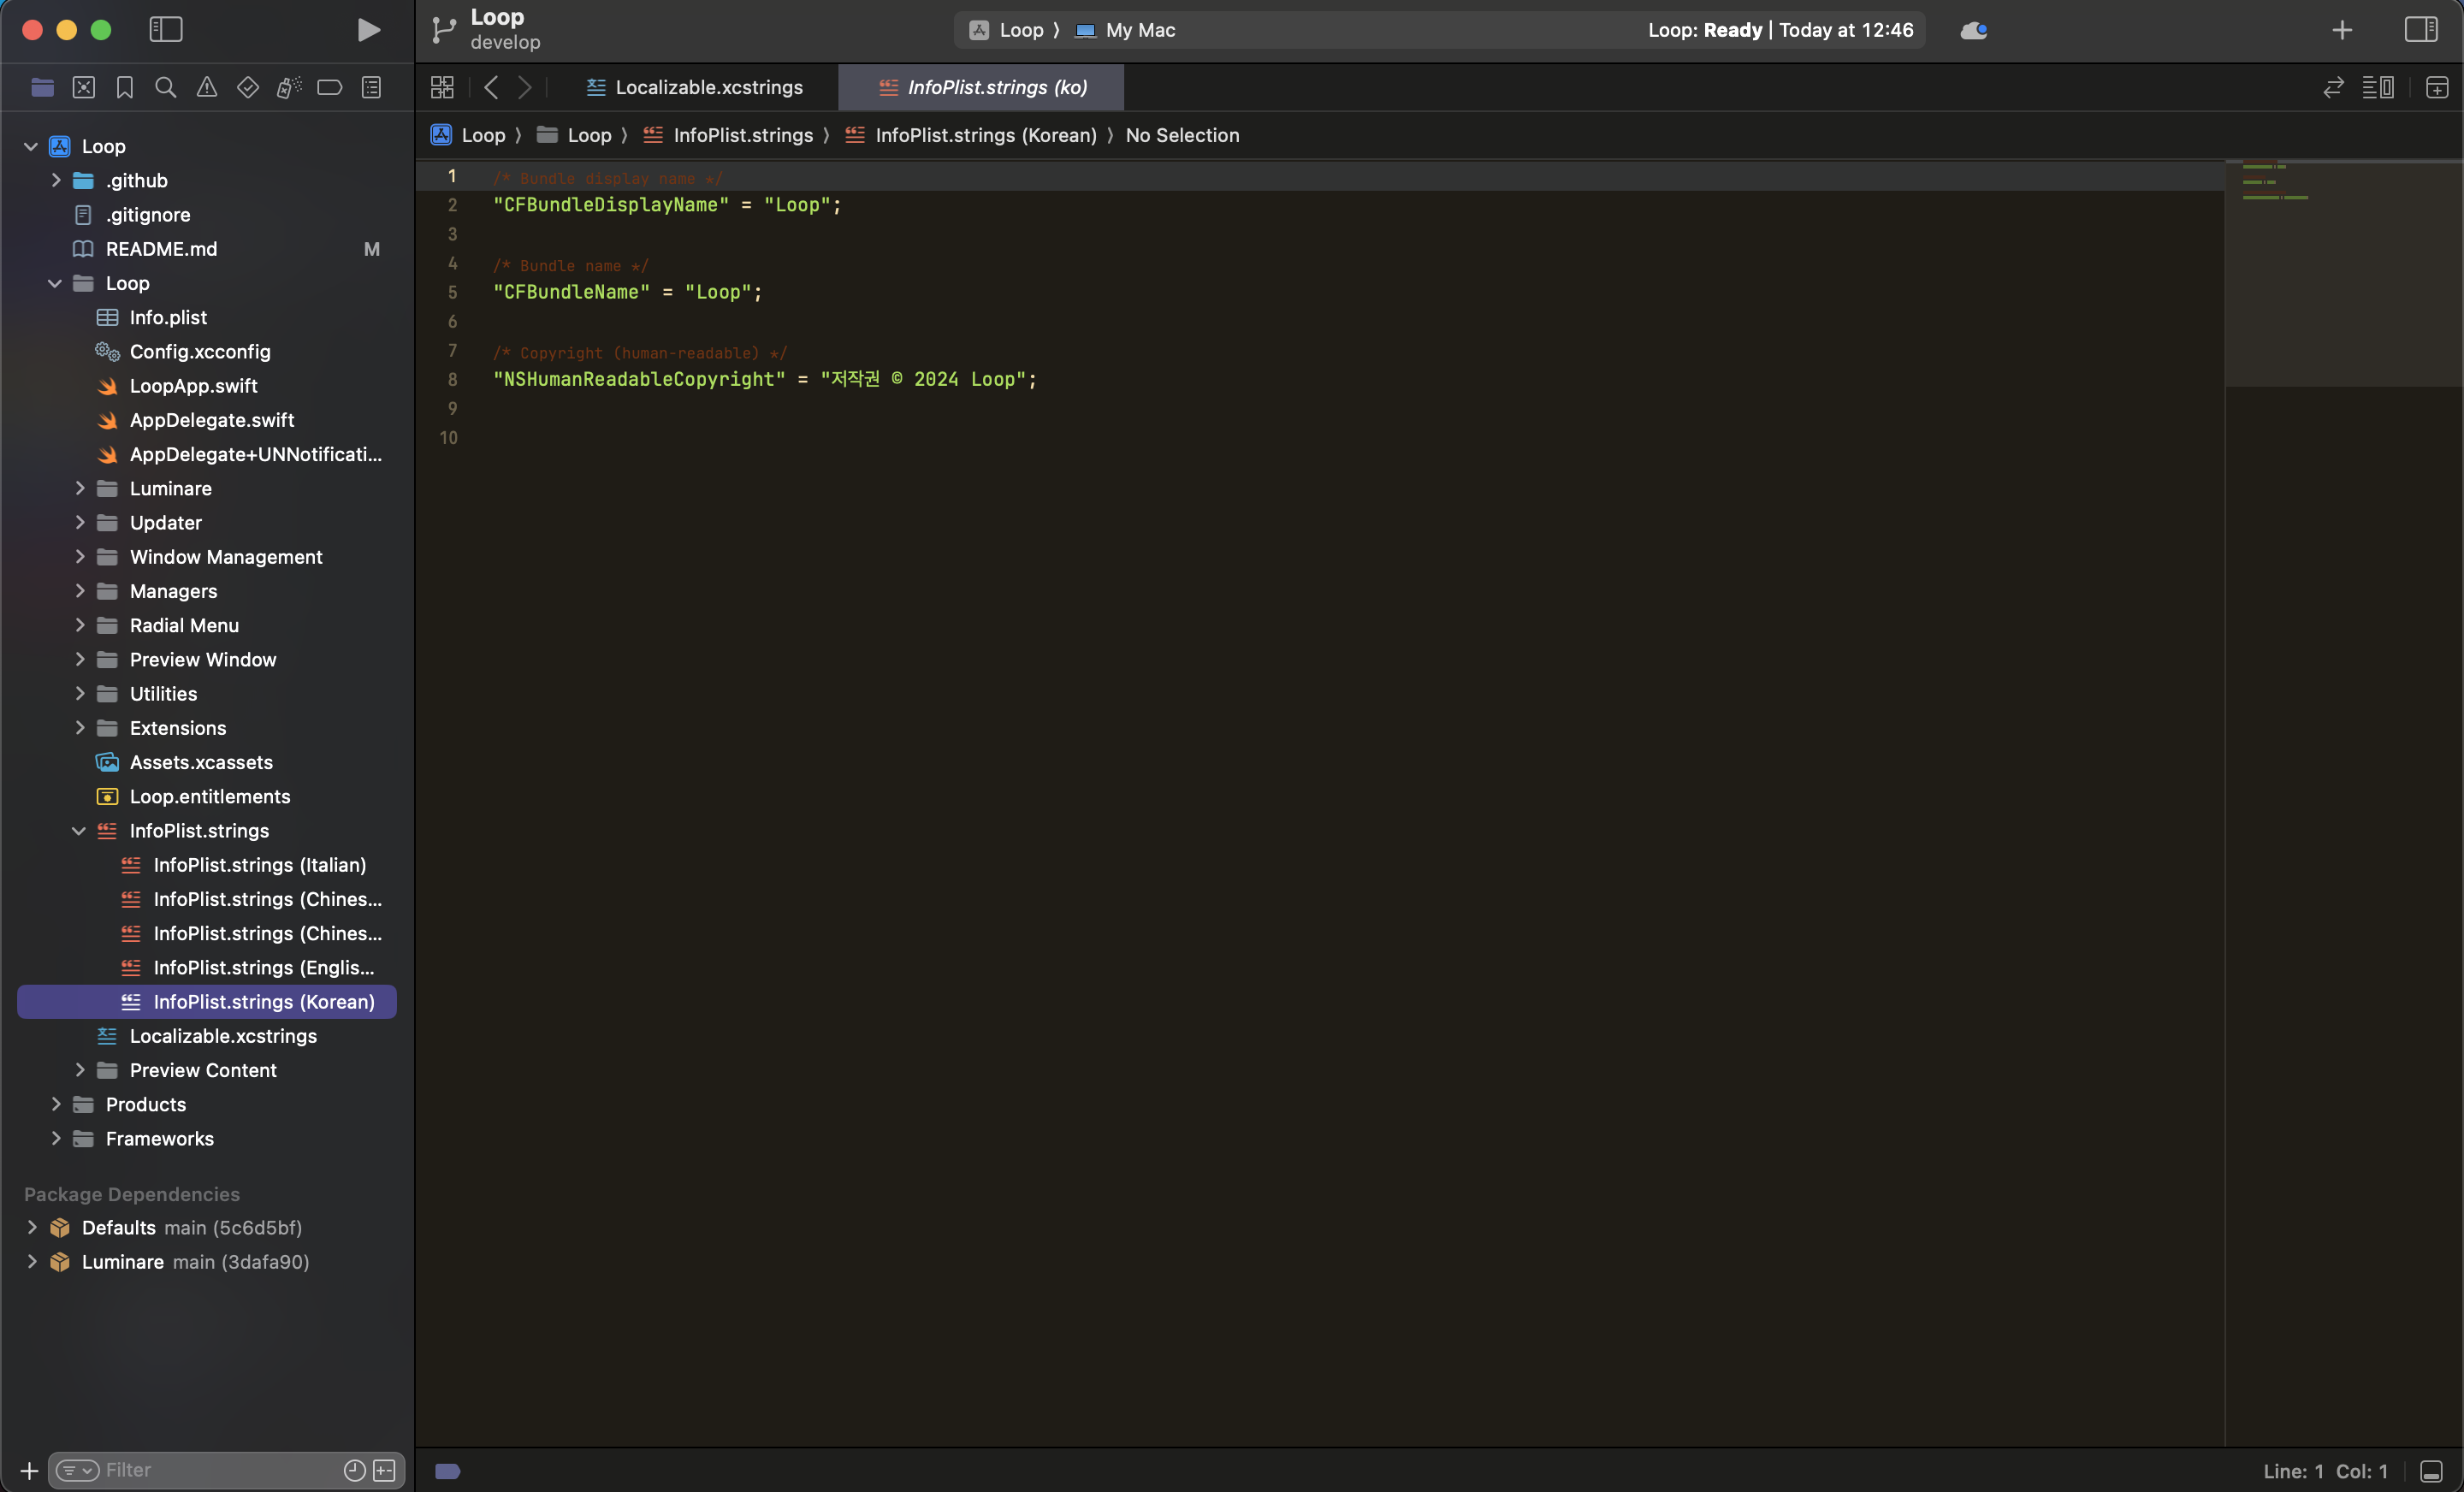 Loop
develop
Loop 〉 My Mac
Loop: Ready | Today at 12:46
Localizable.xcstrings
InfoPlist.strings (ko)
Loop 〉 Loop 〉 InfoPlist.strings 〉 InfoPlist.strings (Korean) 〉 No Selection
Loop
.github
.gitignore
README.md M
Loop
Info.plist
Config.xcconfig
LoopApp.swift
AppDelegate.swift
AppDelegate+UNNotificati...
Luminare
Updater
Window Management
Managers
Radial Menu
Preview Window
Utilities
Extensions
Assets.xcassets
Loop.entitlements
InfoPlist.strings
InfoPlist.strings (Italian)
InfoPlist.strings (Chines...
InfoPlist.strings (Chines...
InfoPlist.strings (Englis...
InfoPlist.strings (Korean)
Localizable.xcstrings
Preview Content
Products
Frameworks
Package Dependencies
Defaults main (5c6d5bf)
Luminare main (3dafa90)
Filter
1 /* Bundle display name */
2 "CFBundleDisplayName" = "Loop";
3
4 /* Bundle name */
5 "CFBundleName" = "Loop";
6
7 /* Copyright (human-readable) */
8 "NSHumanReadableCopyright" = "저작권 © 2024 Loop";
9
10
Line: 1 Col: 1